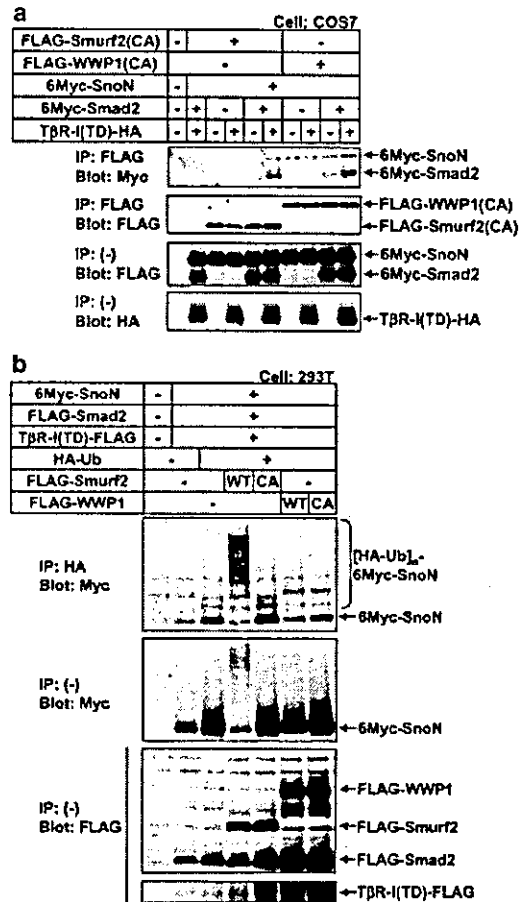 a
Cell; COS7
FLAG-Smurf2(CA) - + -
FLAG-WWP1(CA) - - +
6Myc-SnoN - +
6Myc-Smad2 - + - + - +
TβR-I(TD)-HA - + - + - + - + - +
IP: FLAG
Blot: Myc
←6Myc-SnoN
←6Myc-Smad2
IP: FLAG
Blot: FLAG
←FLAG-WWP1(CA)
←FLAG-Smurf2(CA)
IP: (-)
Blot: FLAG
←6Myc-SnoN
←6Myc-Smad2
IP: (-)
Blot: HA
←TβR-I(TD)-HA
b
Cell: 293T
6Myc-SnoN - +
FLAG-Smad2 - +
TβR-I(TD)-FLAG - +
HA-Ub - +
FLAG-Smurf2 - WT CA -
FLAG-WWP1 - WT CA
IP: HA
Blot: Myc
[HA-Ub]n-
6Myc-SnoN
←6Myc-SnoN
IP: (-)
Blot: Myc
←6Myc-SnoN
IP: (-)
Blot: FLAG
←FLAG-WWP1
←FLAG-Smurf2
←FLAG-Smad2
←TβR-I(TD)-FLAG